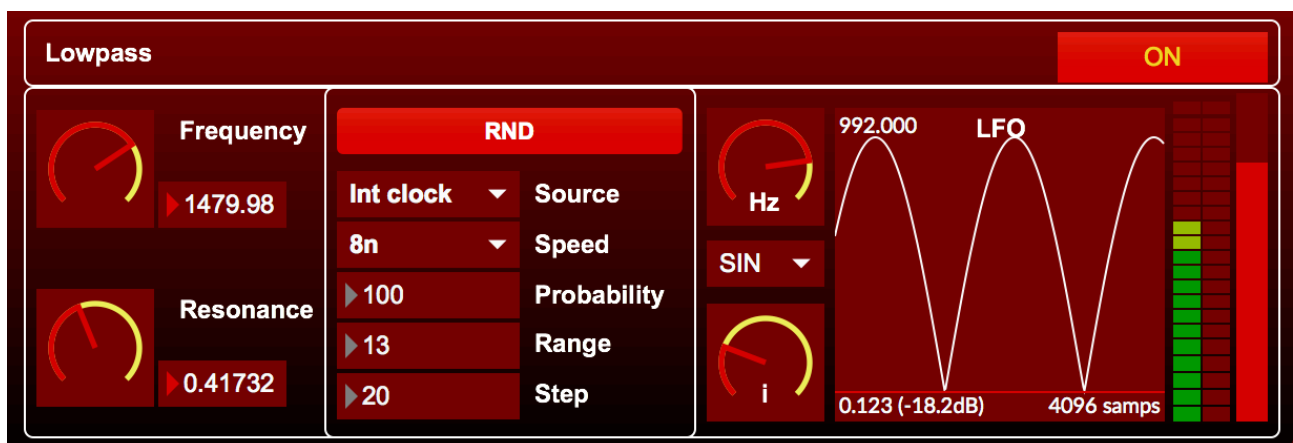 Lowpass
ON
Frequency
1479.98
Resonance
0.41732
RND
Int clock Source
8n Speed
100 Probability
13 Range
20 Step
Hz
SIN
i
992.000 LFO
0.123 (-18.2dB) 4096 samps